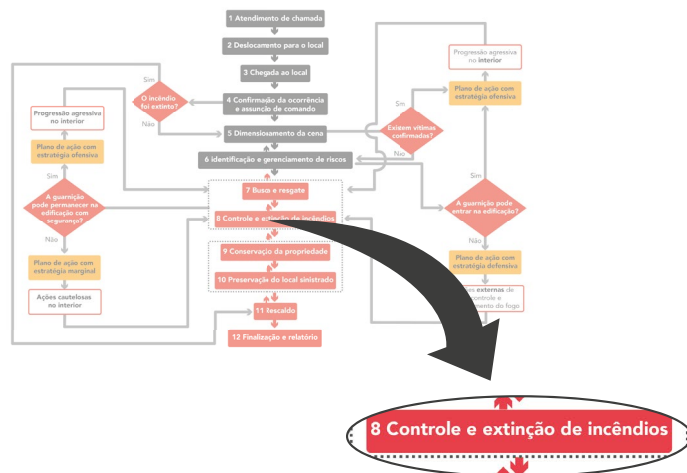 1 Atendimento de chamada
2 Deslocamento para o local
3 Chegada ao local
4 Confirmação da ocorrência
e assunção de comando
5 Dimensionamento da cena
6 Identificação e gerenciamento de riscos
7 Busca e resgate
8 Controle e extinção de incêndios
9 Conservação da propriedade
10 Preservação do local sinistrado
11 Rescaldo
12 Finalização e relatório
Sim
O incêndio
foi extinto?
Não
Progressão agressiva
no interior
Plano de ação com
estratégia ofensiva
Sim
A guarnição
pode permanecer na
edificação com
segurança?
Não
Plano de ação com
estratégia marginal
Ações cautelosas
no interior
Progressão agressiva
no interior
Plano de ação com
estratégia ofensiva
Sim
Existem vítimas
confirmadas?
Não
Sim
A guarnição pode
entrar na edificação?
Não
Plano de ação com
estratégia defensiva
externas de
controle e
do fogo
8 Controle e extinção de incêndios